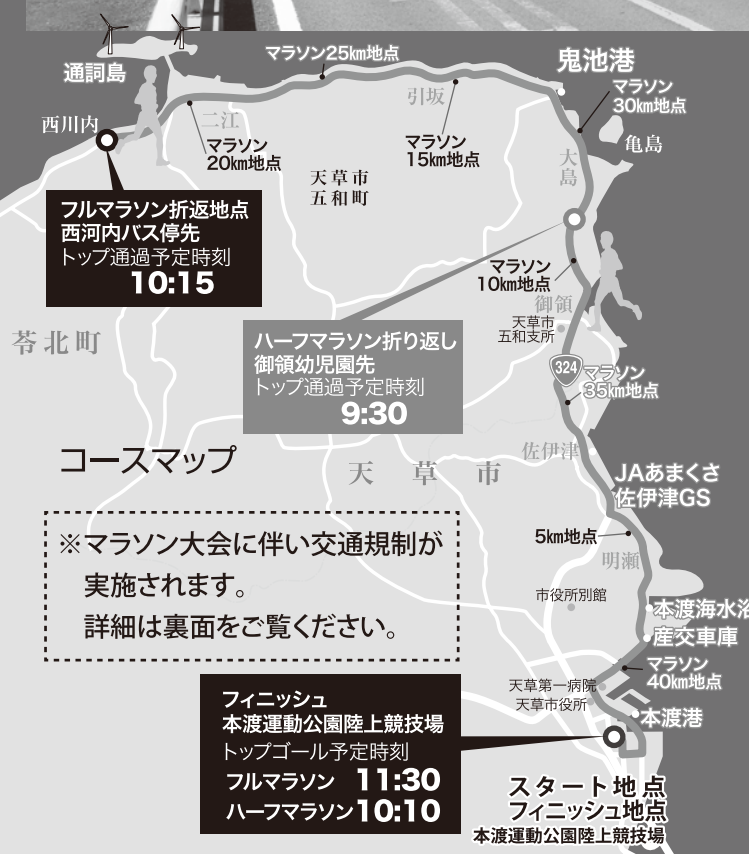 通詞島
マラソン25km地点
鬼池港
マラソン
30km地点
西川内
二江
引坂
亀島
マラソン
20km地点
マラソン
15km地点
大島
天草市
五和町
フルマラソン折返地点
西河内バス停先
トップ通過予定時刻
10:15
マラソン
10km地点
御領
天草市
五和支所
苓北町
ハーフマラソン折り返し
御領幼児園先
トップ通過予定時刻
9:30
324
マラソン
35km地点
コースマップ
天草市
佐伊津
JAあまくさ
佐伊津GS
※マラソン大会に伴い交通規制が
実施されます。
詳細は裏面をご覧ください。
5km地点
明瀬
市役所別館
本渡海水浴
産交車庫
マラソン
40km地点
天草第一病院
天草市役所
本渡港
フィニッシュ
本渡運動公園陸上競技場
トップゴール予定時刻
フルマラソン 11:30
ハーフマラソン 10:10
スタート地点
フィニッシュ地点
本渡運動公園陸上競技場